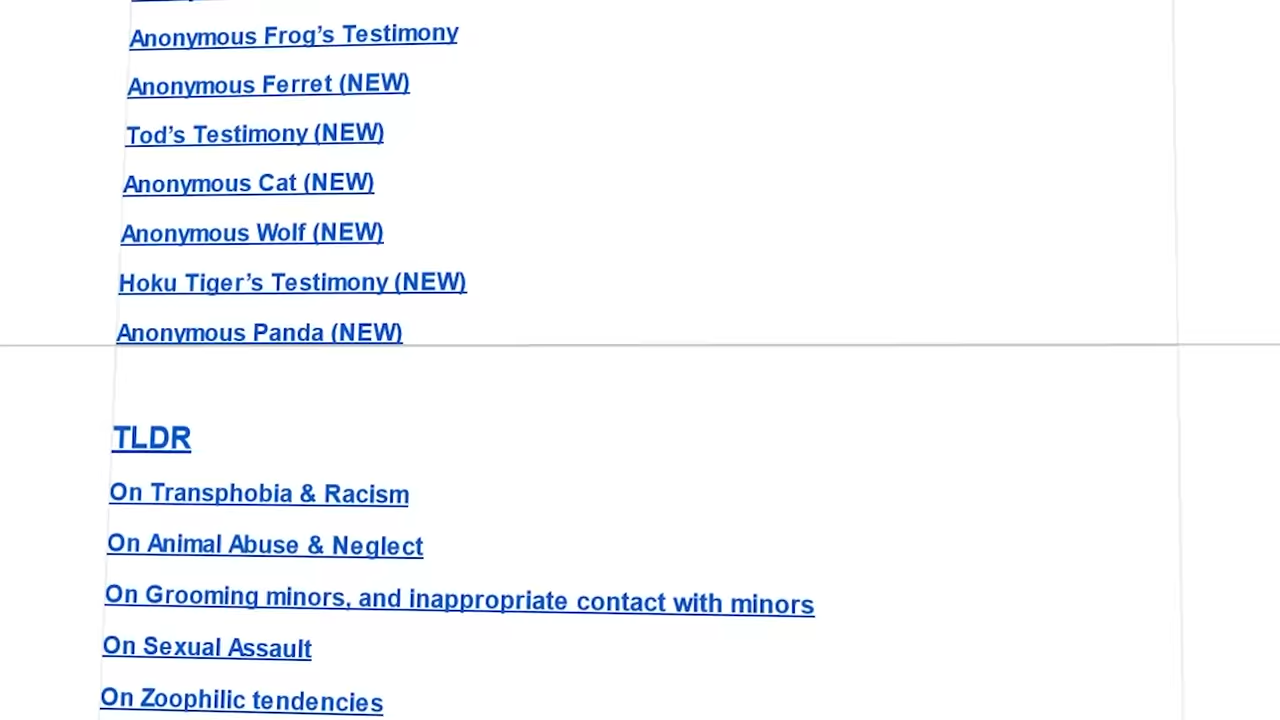 Anonymous Frog’s Testimony
Anonymous Ferret (NEW)
Tod’s Testimony (NEW)
Anonymous Cat (NEW)
Anonymous Wolf (NEW)
Hoku Tiger’s Testimony (NEW)
Anonymous Panda (NEW)
TLDR
On Transphobia & Racism
On Animal Abuse & Neglect
On Grooming minors, and inappropriate contact with minors
On Sexual Assault
On Zoophilic tendencies